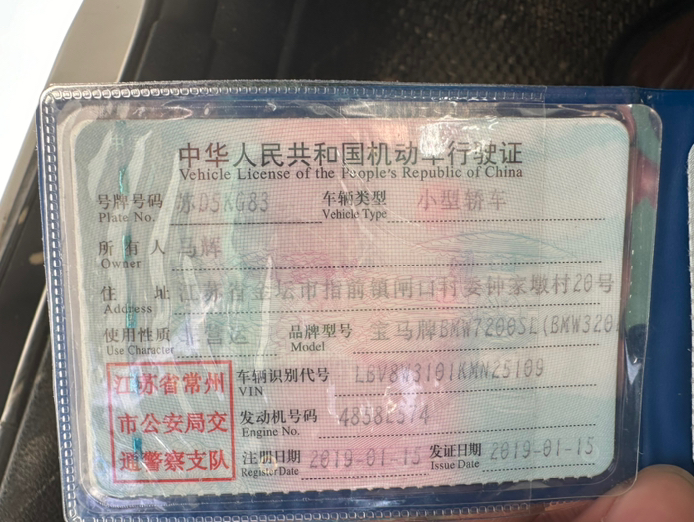 中华人民共和国机动车行驶证
Vehicle License of the People's Republic of China
号牌号码 苏D5KG83 车辆类型 小型轿车
Plate No. Vehicle Type
所有人 马辉
Owner
住址 江苏省金坛市指前镇闸口村委钟家墩村20号
Address
使用性质 非营运 品牌型号 宝马牌BMW7200SL(BMW320
Use Character Model
江苏省常州 车辆识别代号
市公安局交 VIN
通警察支队 发动机号码
Engine No.
注册日期 2019-01-15 发证日期 2019-01-15
Register Date Issue Date